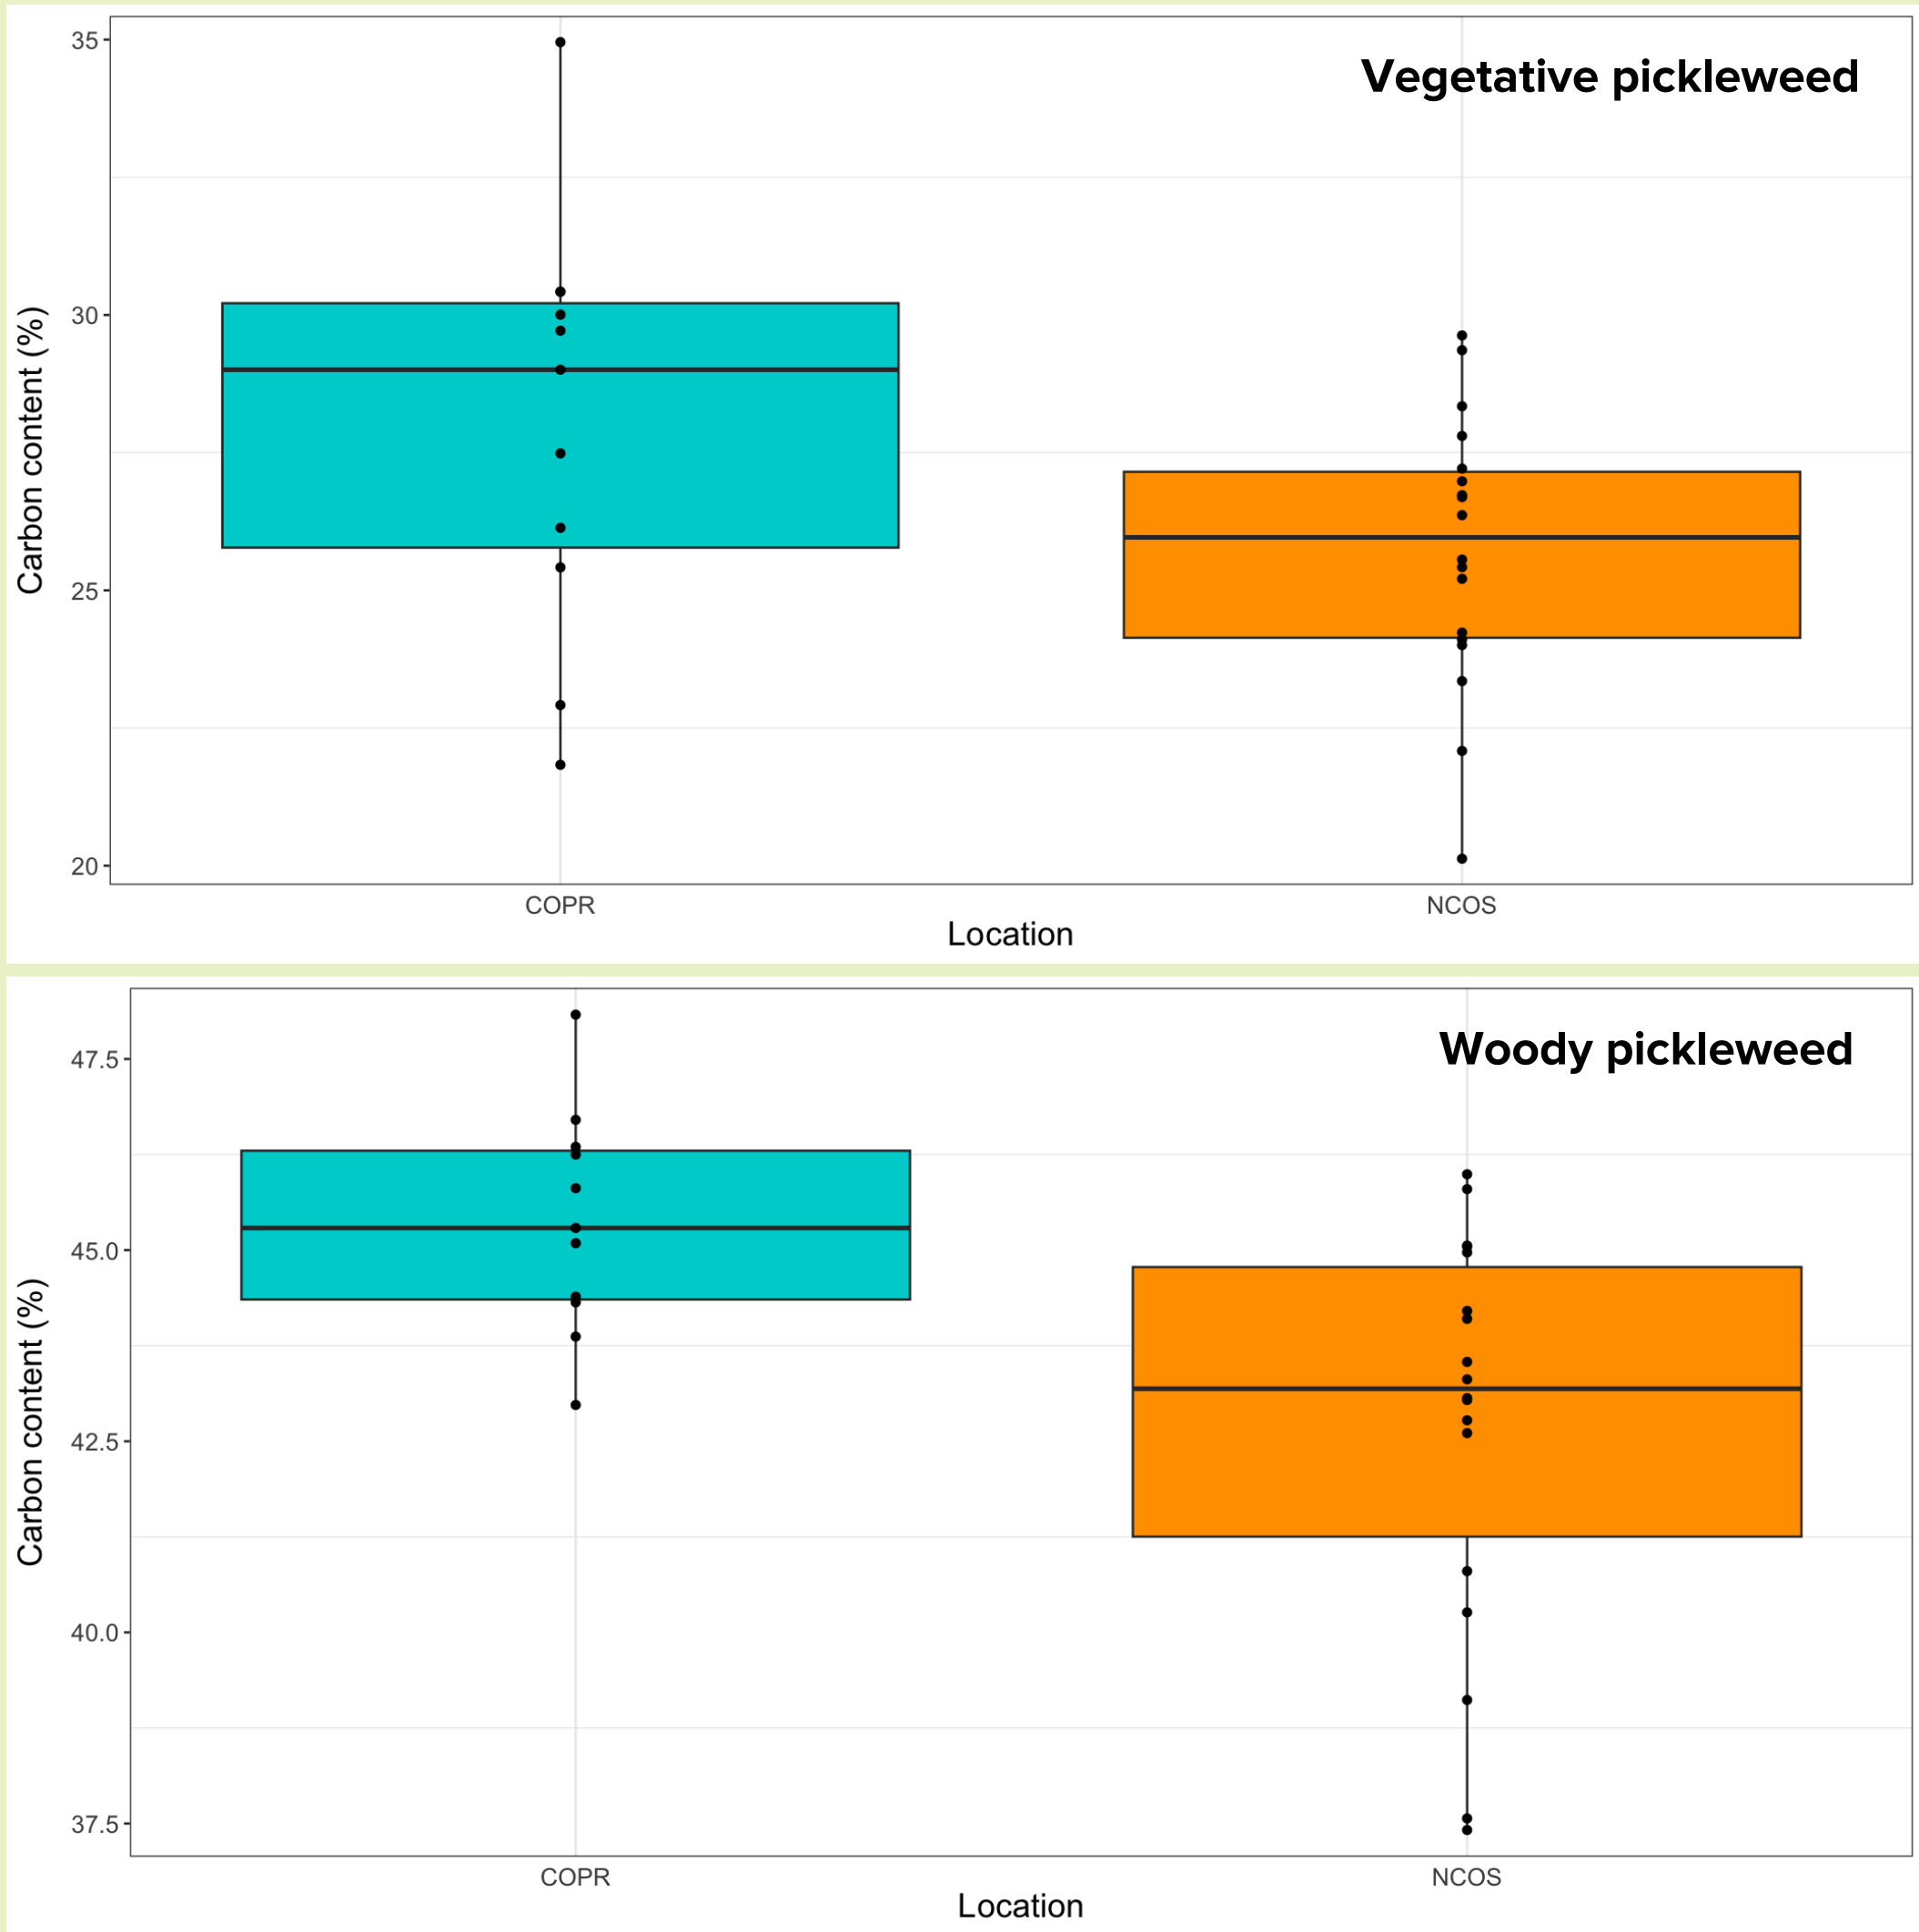 Vegetative pickleweed
Carbon content (%)
35
30
25
20
COPR
NCOS
Location
Woody pickleweed
Carbon content (%)
47.5
45.0
42.5
40.0
37.5
COPR
NCOS
Location